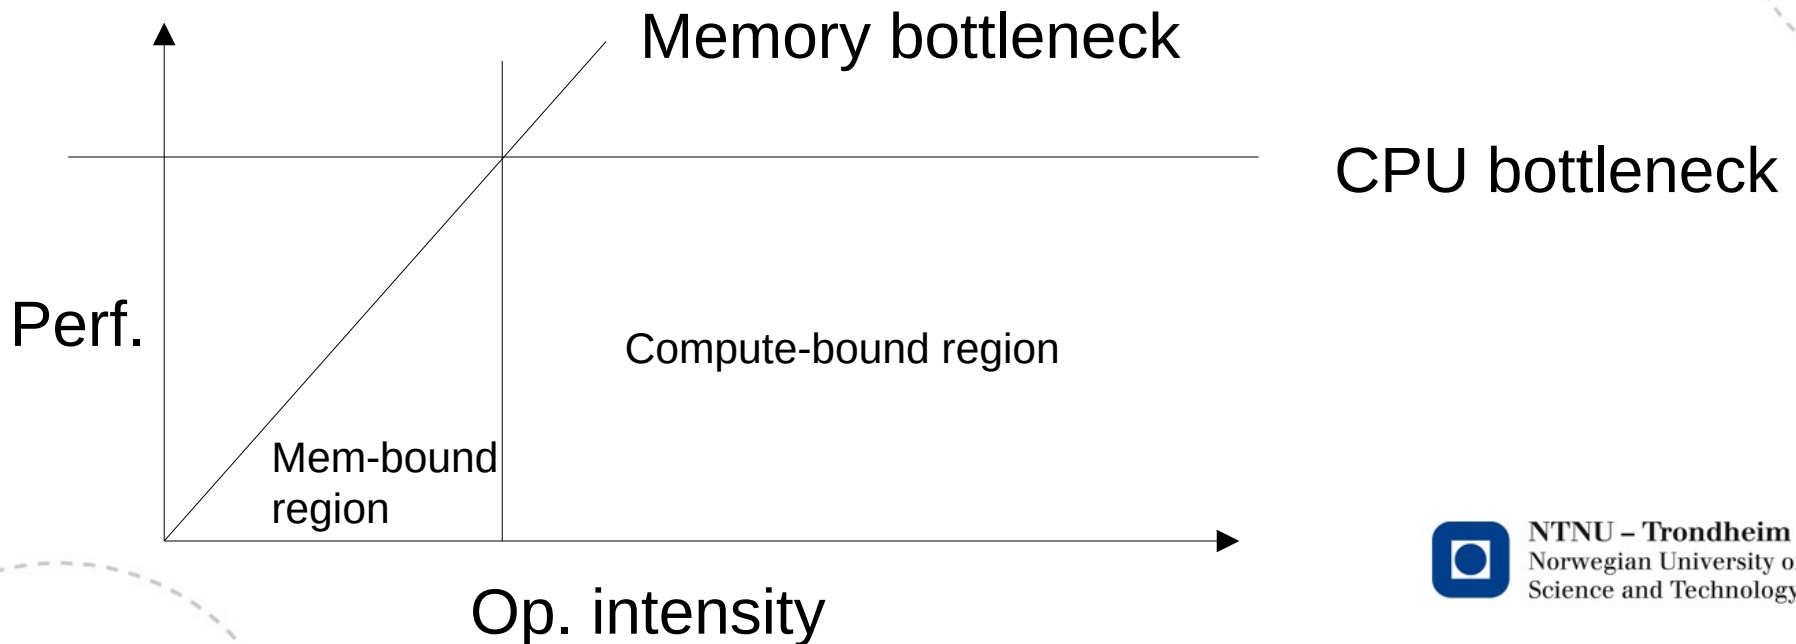 Memory bottleneck
CPU bottleneck
Perf.
Compute-bound region
Mem-bound
region
Op. intensity
NTNU – Trondheim
Norwegian University o
Science and Technology